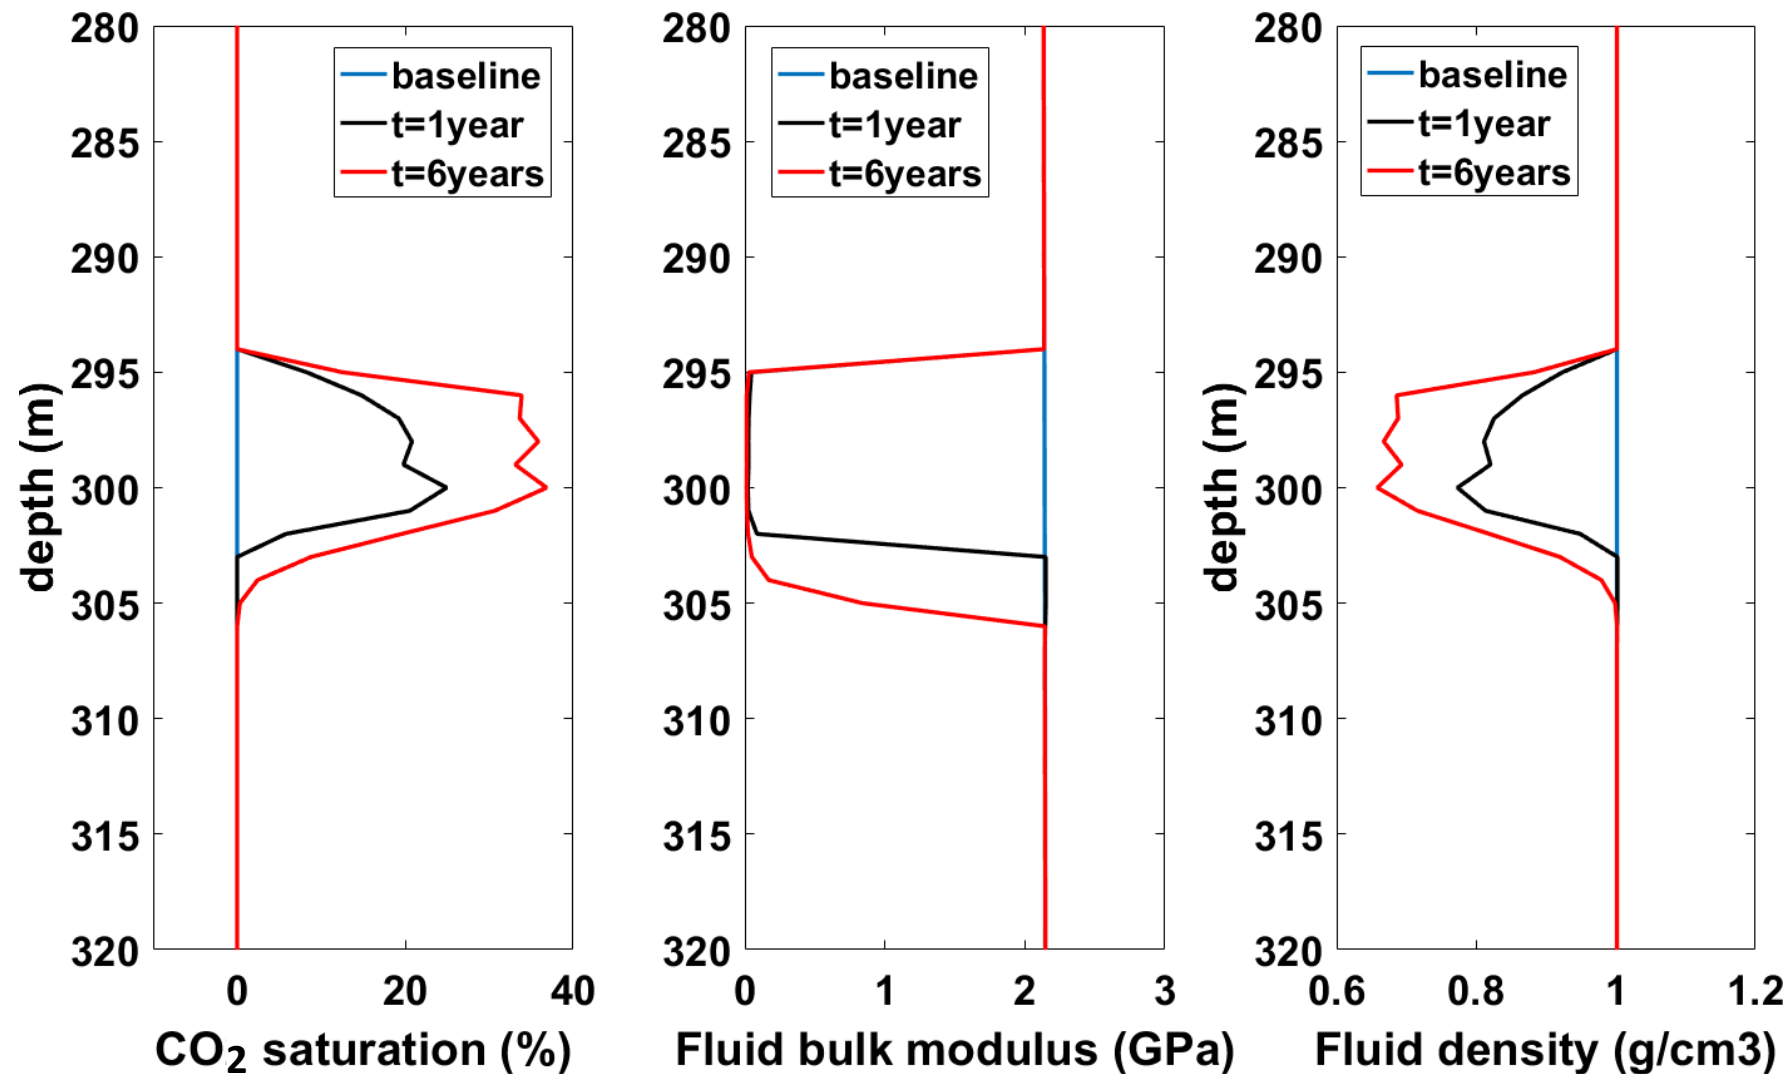 280
285
290
295
300
305
310
315
320
depth (m)
0 20 40
CO₂ saturation (%)
baseline
t=1year
t=6years
280
285
290
295
300
305
310
315
320
0 1 2 3
Fluid bulk modulus (GPa)
baseline
t=1year
t=6years
280
285
290
295
300
305
310
315
320
depth (m)
0.6 0.8 1 1.2
Fluid density (g/cm3)
baseline
t=1year
t=6years